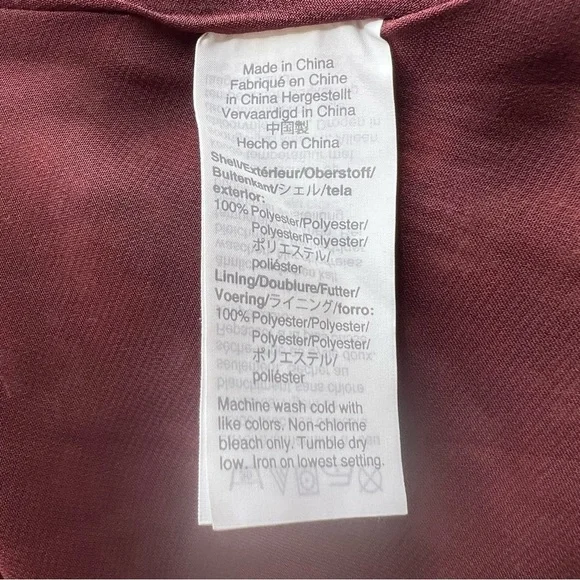 Made in China
Fabriqué en Chine
in China Hergestellt
Vervaardigd in China
中国製
Hecho en China
Shell/Extérieur/Oberstoff/
Buitenkant/シェル/tela
exterior:
100% Polyester/Polyester/
Polyester/Polyester/
ポリエステル/
poliéster
Lining/Doublure/Futter/
Voering/ライニング/forro:
100% Polyester/Polyester/
Polyester/Polyester/
ポリエステル/
poliéster
Machine wash cold with
like colors. Non-chlorine
bleach only. Tumble dry
low. Iron on lowest setting.